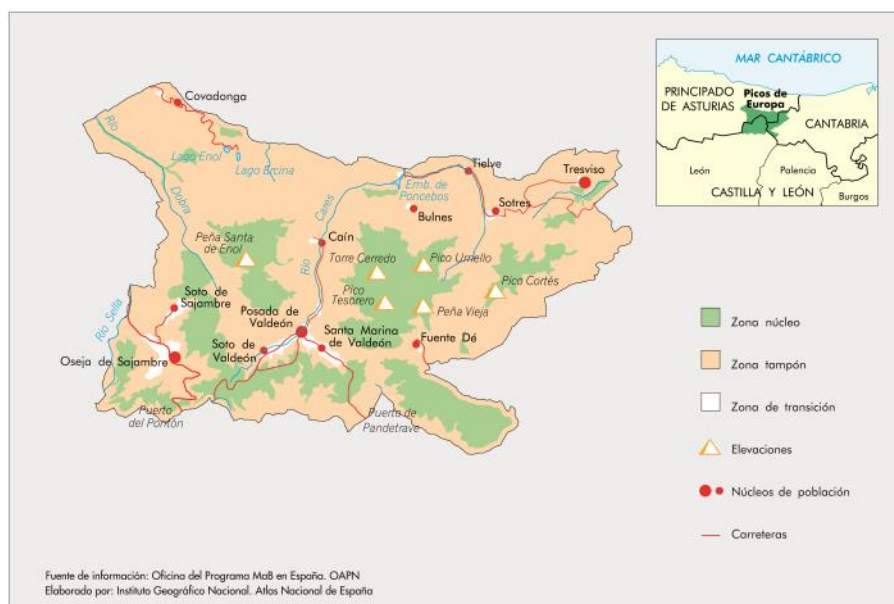 MAR CANTÁBRICO
PRINCIPADO
DE ASTURIAS
Picos de
Europa
CANTABRIA
León
Palencia
CASTILLA Y LEÓN
Burgos
Covadonga
Río
Dobra
Lago Enol
Lago Ercina
Tielve
Tresviso
Emb. de
Poncebos
Sotres
Bulnes
Río
Cares
Caín
Peña Santa
de Enol
Torre Cerredo
Pico Urriello
Pico Cortés
Pico
Tesorero
Peña Vieja
Soto de
Sajambre
Posada de
Valdeón
Río Sella
Soto de
Valdeón
Santa Marina
de Valdeón
Fuente Dé
Oseja de Sajambre
Puerto
del Pontón
Puerto de
Pandetrave
Zona núcleo
Zona tampón
Zona de transición
Elevaciones
Núcleos de población
Carreteras
Fuente de información: Oficina del Programa MaB en España. OAPN
Elaborado por: Instituto Geográfico Nacional. Atlas Nacional de España